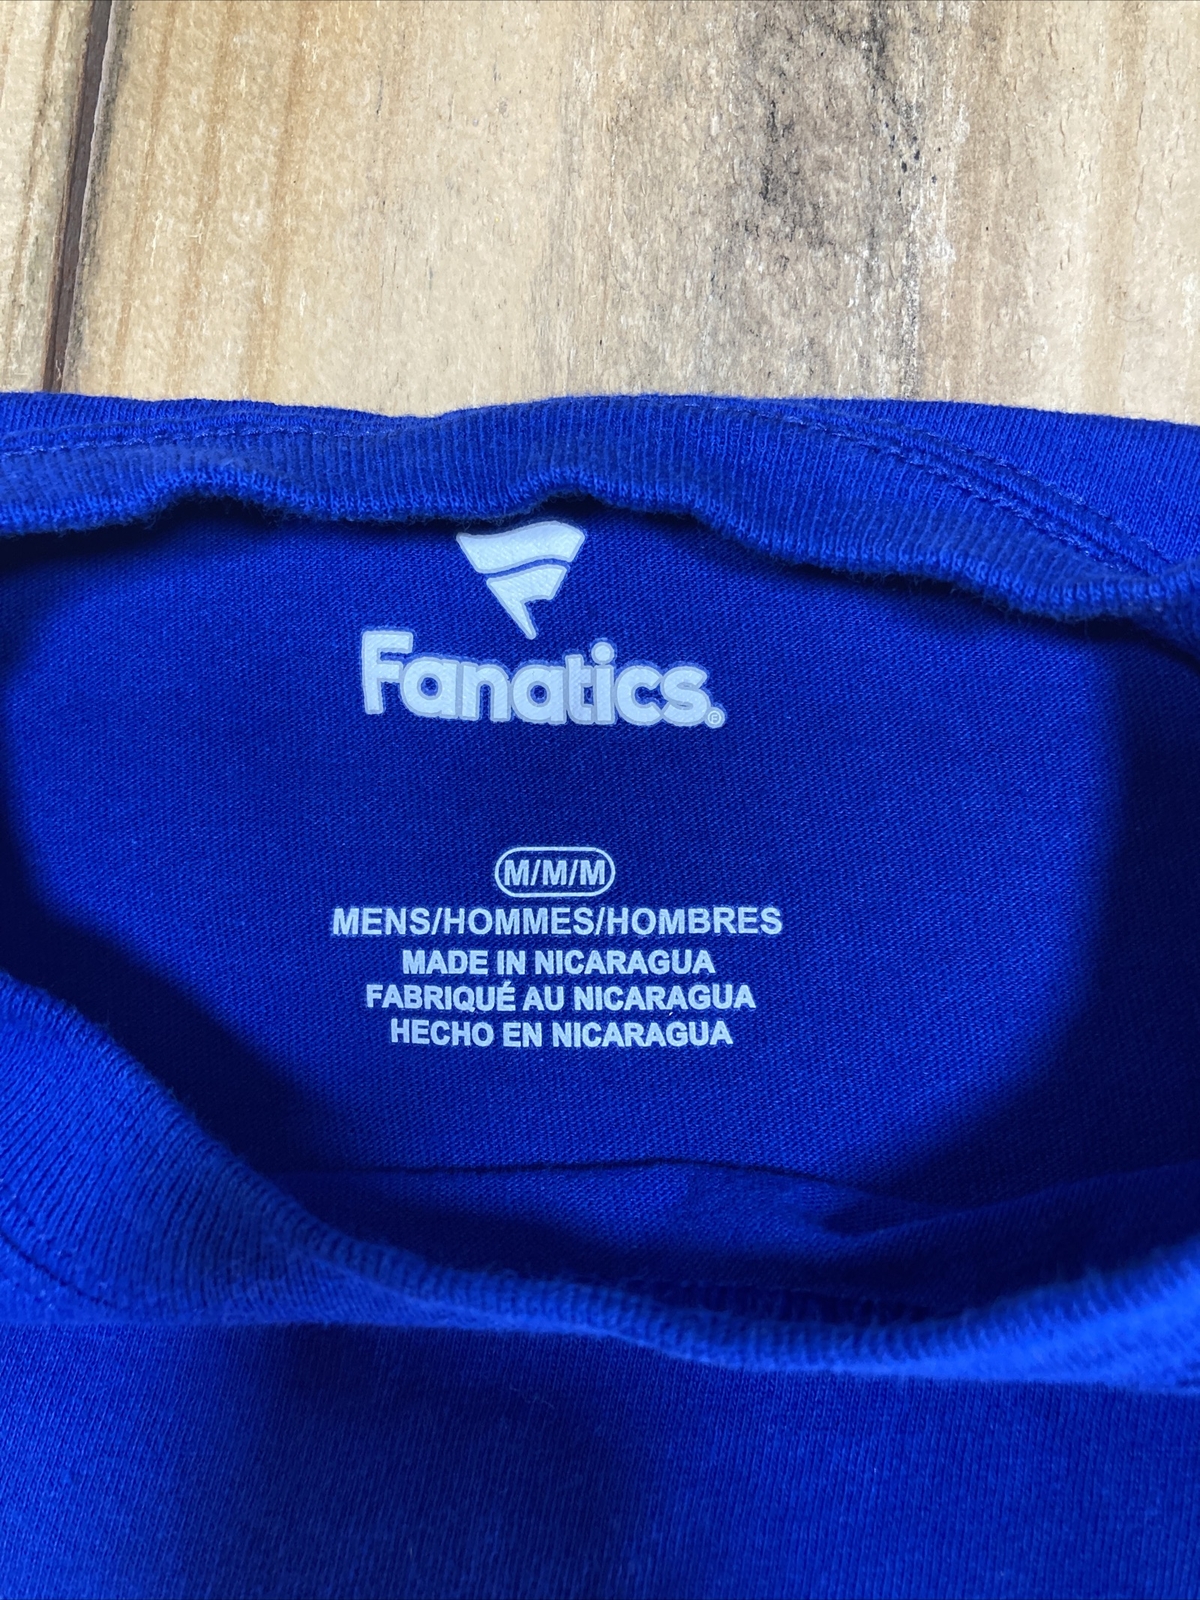 Fanatics®
M/M/M
MENS/HOMMES/HOMBRES
MADE IN NICARAGUA
FABRIQUÉ AU NICARAGUA
HECHO EN NICARAGUA